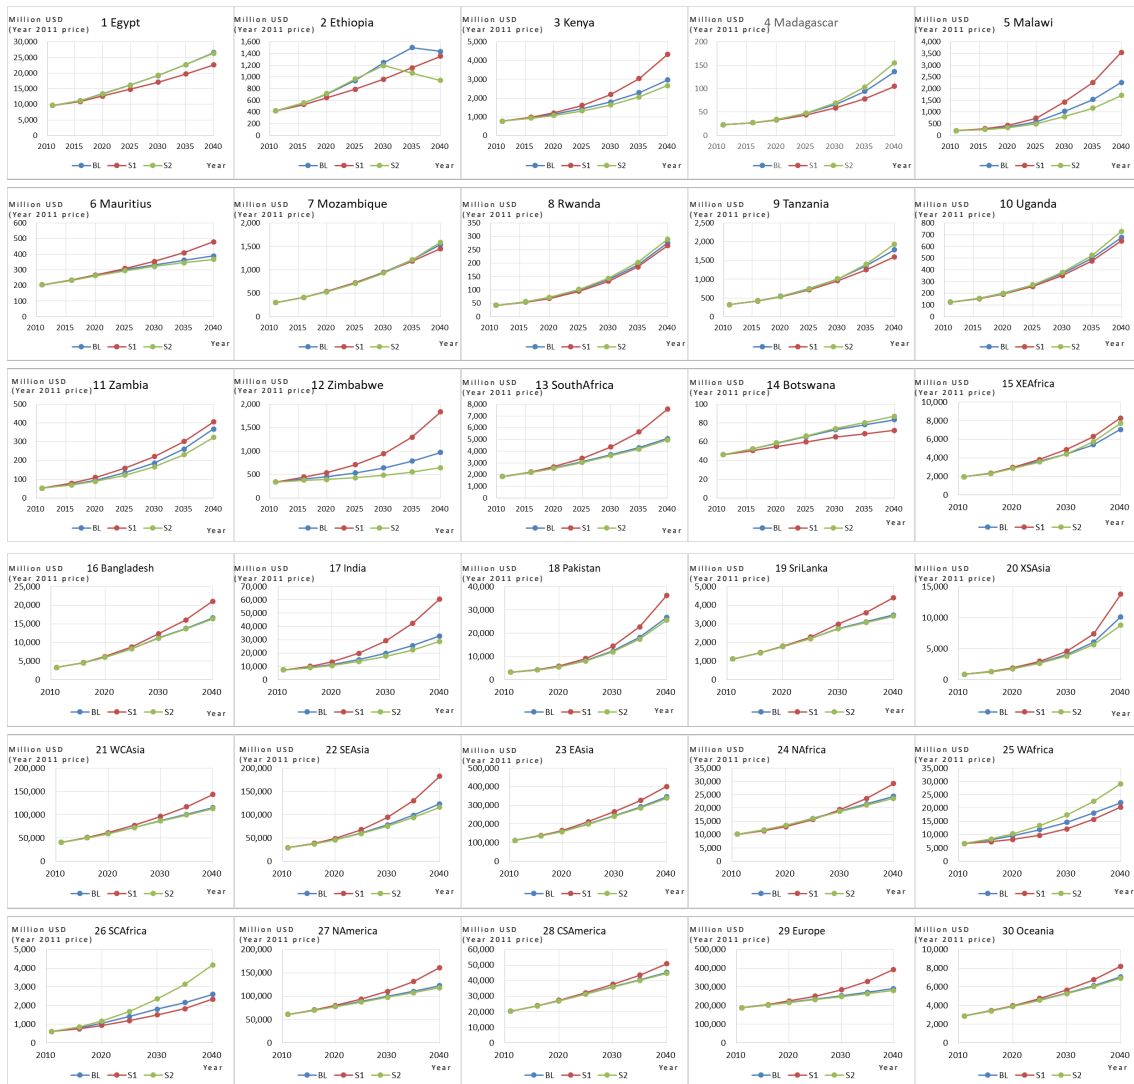 Million USD
(Year 2011 price)
1 Egypt
30,000
25,000
20,000
15,000
10,000
5,000
0
2010 2015 2020 2025 2030 2035 2040
BL S1 S2 Year
Million USD
(Year 2011 price)
2 Ethiopia
1,600
1,400
1,200
1,000
800
600
400
200
0
2010 2015 2020 2025 2030 2035 2040
BL S1 S2 Year
Million USD
(Year 2011 price)
3 Kenya
5,000
4,000
3,000
2,000
1,000
0
2010 2015 2020 2025 2030 2035 2040
BL S1 S2 Year
Million USD
(Year 2011 price)
4 Madagascar
200
150
100
50
0
2010 2015 2020 2025 2030 2035 2040
BL S1 S2 Year
Million USD
(Year 2011 price)
5 Malawi
4,000
3,500
3,000
2,500
2,000
1,500
1,000
500
0
2010 2015 2020 2025 2030 2035 2040
BL S1 S2 Year
Million USD
(Year 2011 price)
6 Mauritius
600
500
400
300
200
100
0
2010 2015 2020 2025 2030 2035 2040
BL S1 S2 Year
Million USD
(Year 2011 price)
7 Mozambique
2,000
1,500
1,000
500
0
2010 2015 2020 2025 2030 2035 2040
BL S1 S2 Year
Million USD
(Year 2011 price)
8 Rwanda
350
300
250
200
150
100
50
0
2010 2015 2020 2025 2030 2035 2040
BL S1 S2 Year
Million USD
(Year 2011 price)
9 Tanzania
2,500
2,000
1,500
1,000
500
0
2010 2015 2020 2025 2030 2035 2040
BL S1 S2 Year
Million USD
(Year 2011 price)
10 Uganda
800
700
600
500
400
300
200
100
0
2010 2015 2020 2025 2030 2035 2040
BL S1 S2 Year
Million USD
(Year 2011 price)
11 Zambia
500
400
300
200
100
0
2010 2015 2020 2025 2030 2035 2040
BL S1 S2 Year
Million USD
(Year 2011 price)
12 Zimbabwe
2,000
1,500
1,000
500
0
2010 2015 2020 2025 2030 2035 2040
BL S1 S2 Year
Million USD
(Year 2011 price)
13 SouthAfrica
8,000
7,000
6,000
5,000
4,000
3,000
2,000
1,000
0
2010 2015 2020 2025 2030 2035 2040
BL S1 S2 Year
Million USD
(Year 2011 price)
14 Botswana
100
80
60
40
20
0
2010 2015 2020 2025 2030 2035 2040
BL S1 S2 Year
Million USD
(Year 2011 price)
15 XEAfrica
10,000
8,000
6,000
4,000
2,000
0
2010 2020 2030 2040
BL S1 S2 Year
Million USD
(Year 2011 price)
16 Bangladesh
25,000
20,000
15,000
10,000
5,000
0
2010 2020 2030 2040
BL S1 S2 Year
Million USD
(Year 2011 price)
17 India
70,000
60,000
50,000
40,000
30,000
20,000
10,000
0
2010 2020 2030 2040
BL S1 S2 Year
Million USD
(Year 2011 price)
18 Pakistan
40,000
30,000
20,000
10,000
0
2010 2020 2030 2040
BL S1 S2 Year
Million USD
(Year 2011 price)
19 SriLanka
5,000
4,000
3,000
2,000
1,000
0
2010 2020 2030 2040
BL S1 S2 Year
Million USD
(Year 2011 price)
20 XSAsia
15,000
10,000
5,000
0
2010 2020 2030 2040
BL S1 S2 Year
Million USD
(Year 2011 price)
21 WCAsia
200,000
150,000
100,000
50,000
0
2010 2020 2030 2040
BL S1 S2 Year
Million USD
(Year 2011 price)
22 SEAsia
200,000
150,000
100,000
50,000
0
2010 2020 2030 2040
BL S1 S2 Year
Million USD
(Year 2011 price)
23 EAsia
500,000
400,000
300,000
200,000
100,000
0
2010 2020 2030 2040
BL S1 S2 Year
Million USD
(Year 2011 price)
24 NAfrica
35,000
30,000
25,000
20,000
15,000
10,000
5,000
0
2010 2020 2030 2040
BL S1 S2 Year
Million USD
(Year 2011 price)
25 WAfrica
35,000
30,000
25,000
20,000
15,000
10,000
5,000
0
2010 2020 2030 2040
BL S1 S2 Year
Million USD
(Year 2011 price)
26 SCAfrica
5,000
4,000
3,000
2,000
1,000
0
2010 2020 2030 2040
BL S1 S2 Year
Million USD
(Year 2011 price)
27 NAmerica
200,000
150,000
100,000
50,000
0
2010 2020 2030 2040
BL S1 S2 Year
Million USD
(Year 2011 price)
28 CSAmerica
60,000
50,000
40,000
30,000
20,000
10,000
0
2010 2020 2030 2040
BL S1 S2 Year
Million USD
(Year 2011 price)
29 Europe
500,000
400,000
300,000
200,000
100,000
0
2010 2020 2030 2040
BL S1 S2 Year
Million USD
(Year 2011 price)
30 Oceania
10,000
8,000
6,000
4,000
2,000
0
2010 2020 2030 2040
BL S1 S2 Year